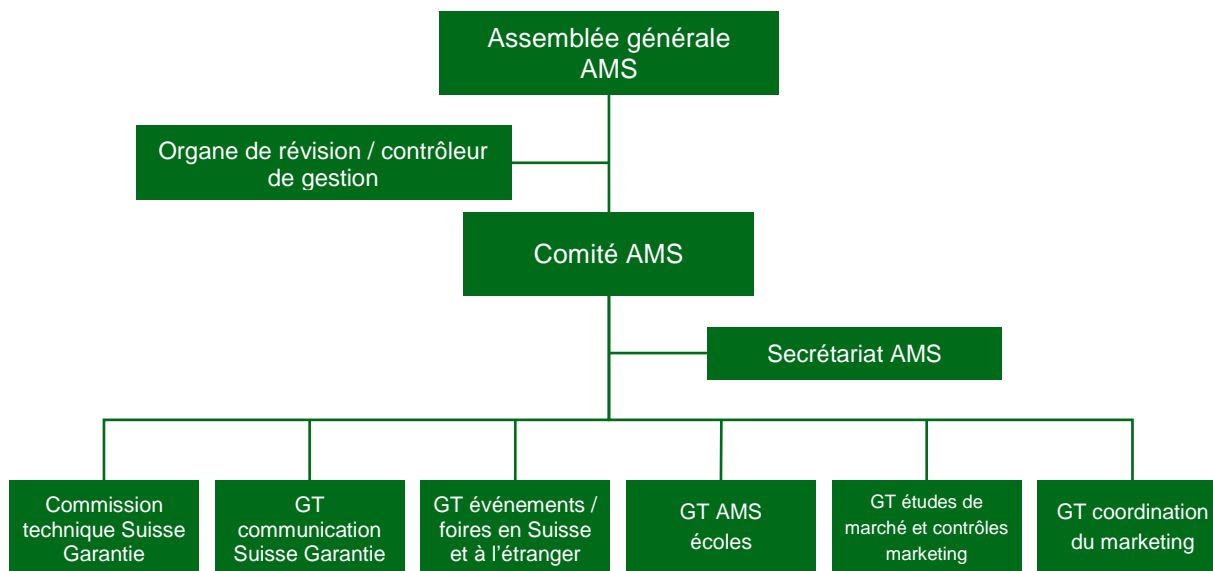 Assemblée générale
AMS
Organe de révision / contrôleur
de gestion
Comité AMS
Secrétariat AMS
Commission
technique Suisse
Garantie
GT
communication
Suisse Garantie
GT événements /
foires en Suisse
et à l'étranger
GT AMS
écoles
GT études de
marché et contrôles
marketing
GT coordination
du marketing